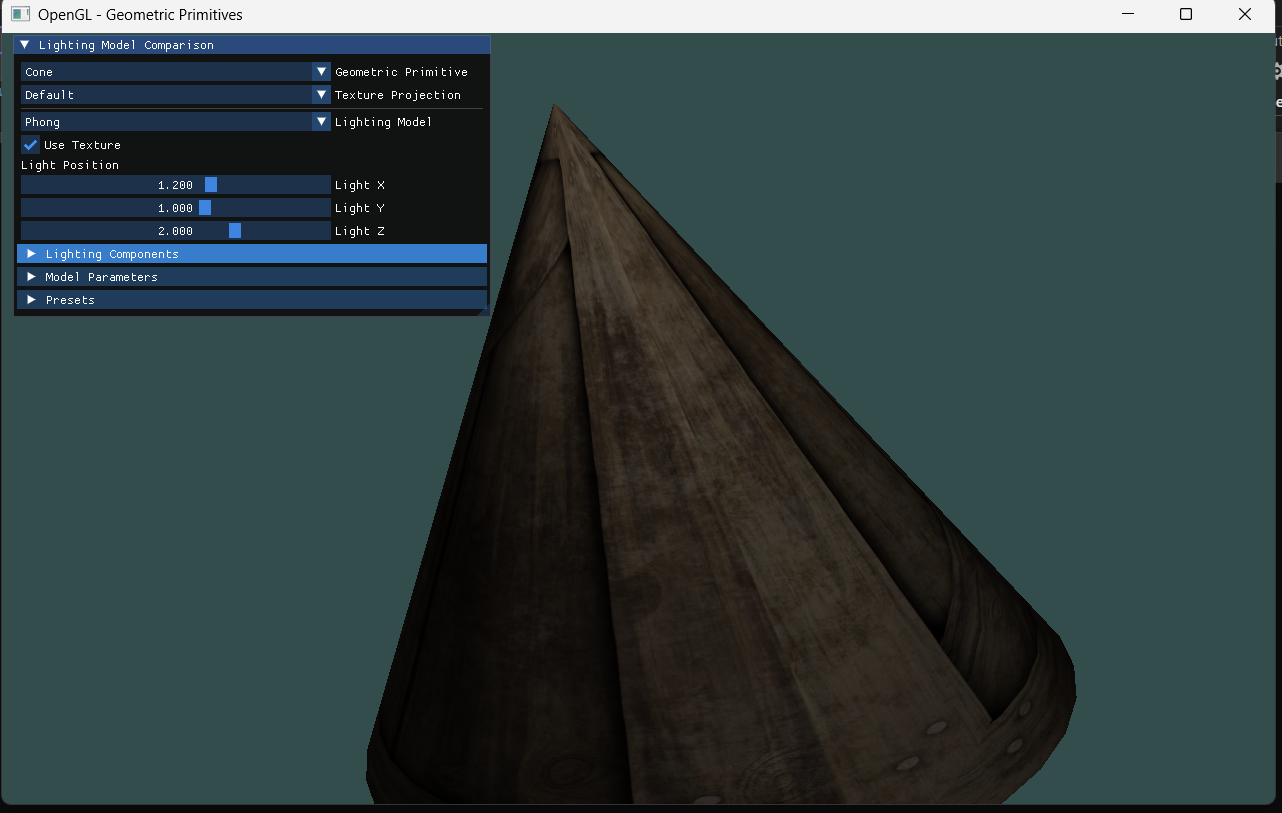 OpenGL - Geometric Primitives
Lighting Model Comparison
Cone Geometric Primitive
Default Texture Projection
Phong Lighting Model
Use Texture
Light Position
1.200 Light X
1.000 Light Y
2.000 Light Z
Lighting Components
Model Parameters
Presets